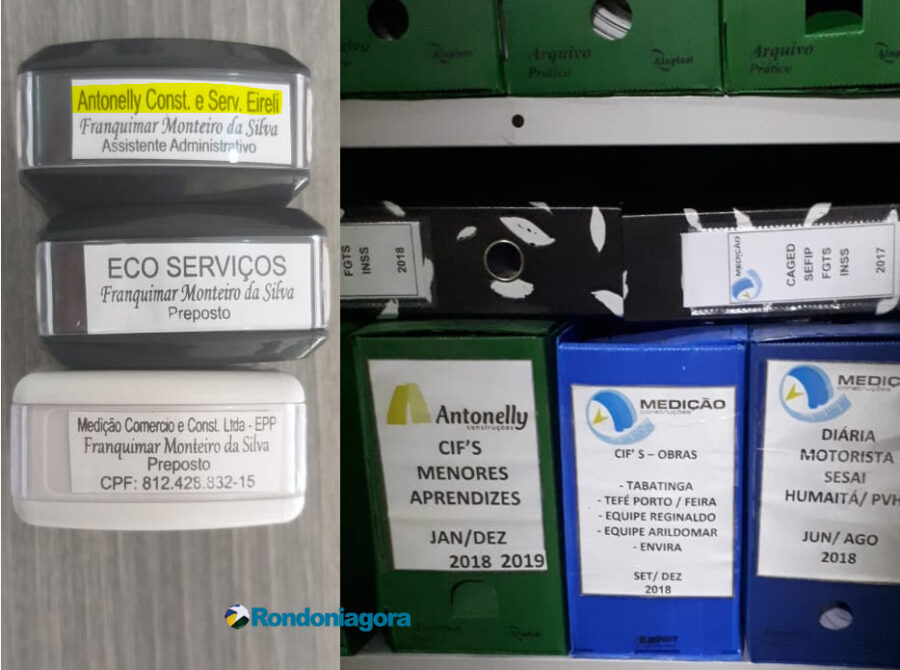 Antonelly Const. e Serv. Eireli
Franquimar Monteiro da Silva
Assistente Administrativo
ECO SERVIÇOS
Franquimar Monteiro da Silva
Preposto
Medição Comercio e Const. Ltda - EPP
Franquimar Monteiro da Silva
Preposto
CPF: 812.426.832-15
Rondoniagora
Alaplast
Arquivo
Prático
Alaplast
Arquivo
Prático
FGTS
INSS
2018
MEDIÇÃO
CAGED
SEFIP
FGTS
INSS
2017
Antonelly
construções
CIF'S
MENORES
APRENDIZES
JAN/DEZ
2018 2019
MEDIÇÃO
construções
CIF' S – OBRAS
- TABATINGA
- TEFÉ PORTO / FEIRA
- EQUIPE REGINALDO
- EQUIPE ARILDOMAR
- ENVIRA
SET/ DEZ
2018
MEDIÇ
construções
DIÁRIA
MOTORISTA
SESAI
HUMAITÁ/ PVH
JUN/ AGO
2018